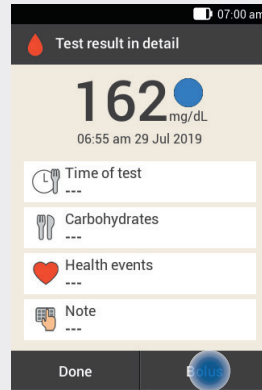 07:00 am
Test result in detail
162
mg/dL
06:55 am 29 Jul 2019
Time of test
---
Carbohydrates
---
Health events
---
Note
---
Done
Bolus